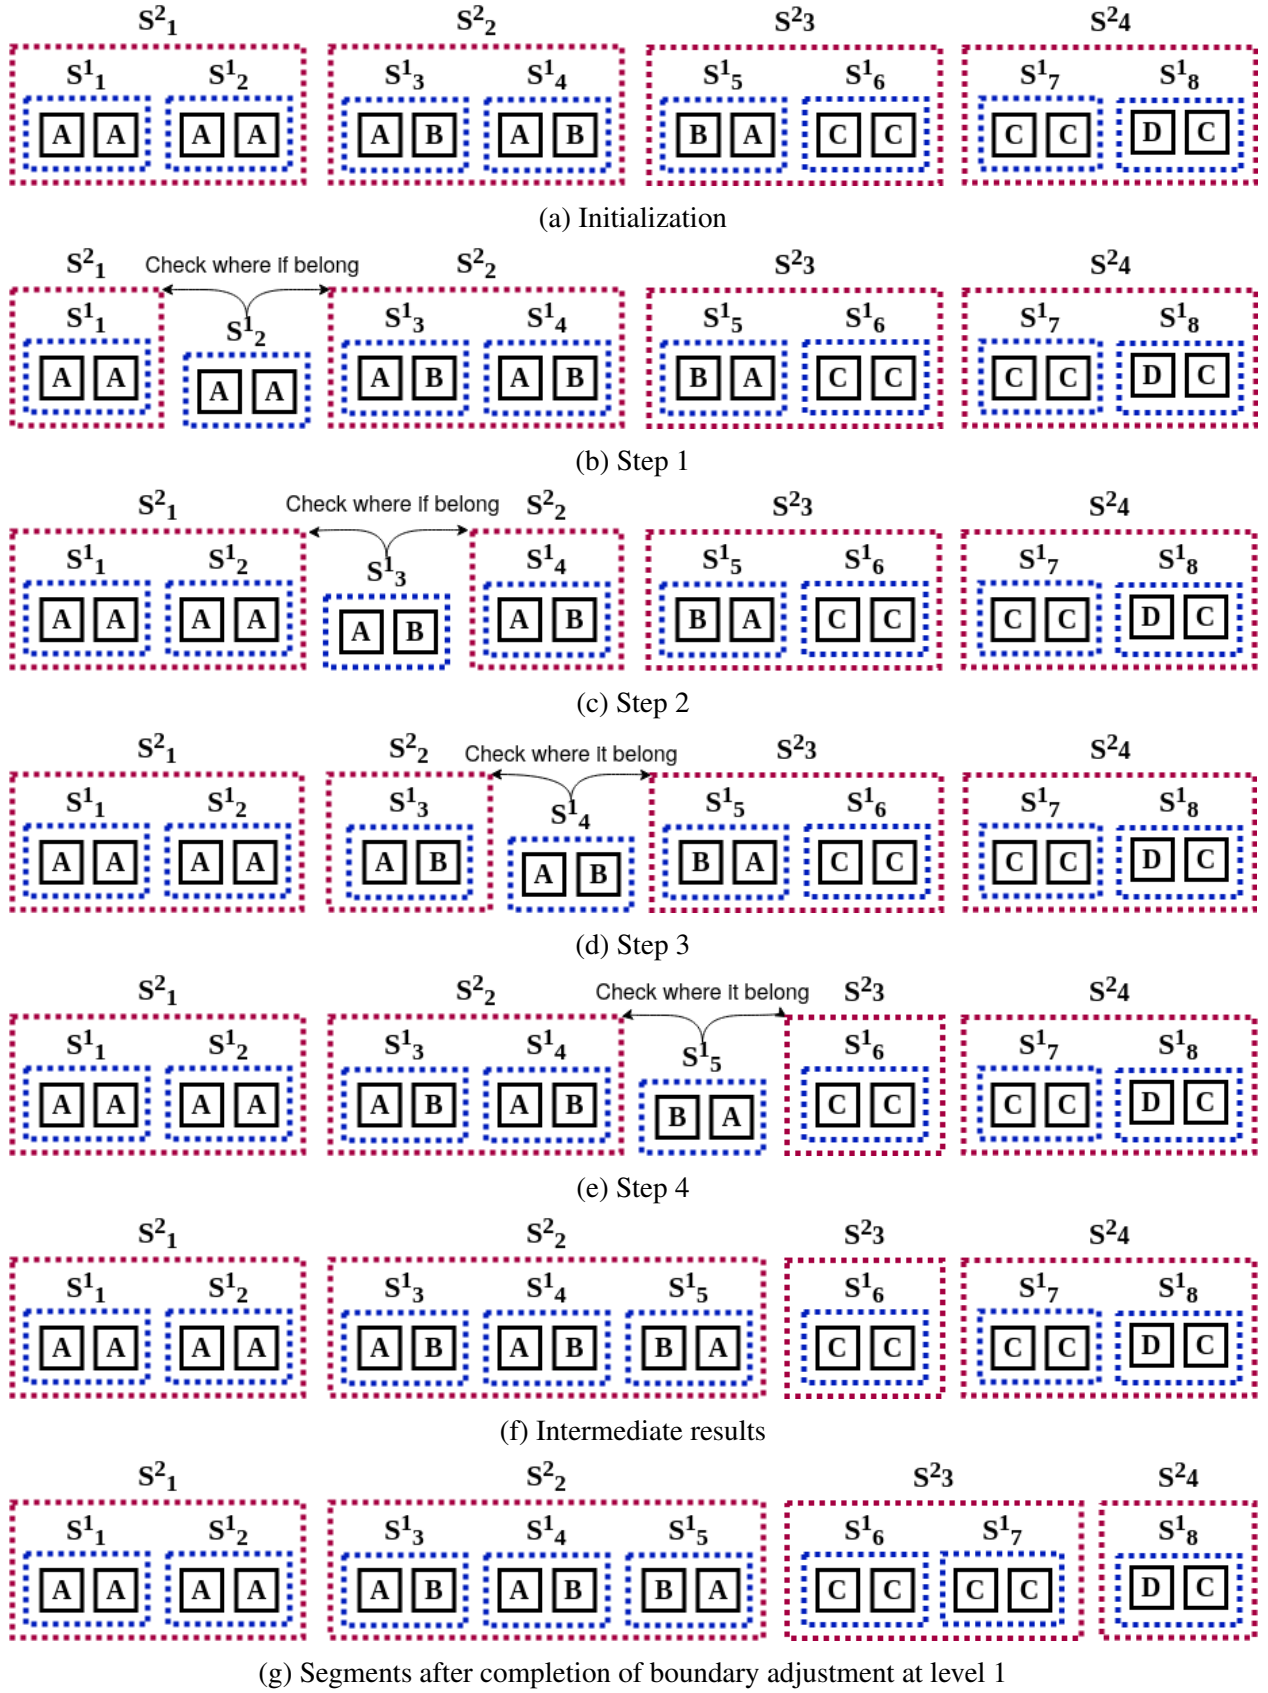 S²₁ S²₂ S²3 S²4
S¹₁ S¹₂ S¹₃ S¹₄ S¹₅ S¹₆ S¹₇ S¹₈
A A A A A B A B B A C C C C D C
(a) Initialization
S²₁ Check where if belong S²₂ S²3 S²4
S¹₁ S¹₂ S¹₃ S¹₄ S¹₅ S¹₆ S¹₇ S¹₈
A A A A A B A B B A C C C C D C
(b) Step 1
S²₁ Check where if belong S²₂ S²3 S²4
S¹₁ S¹₂ S¹₃ S¹₄ S¹₅ S¹₆ S¹₇ S¹₈
A A A A A B A B B A C C C C D C
(c) Step 2
S²₁ S²₂ Check where it belong S²3 S²4
S¹₁ S¹₂ S¹₃ S¹₄ S¹₅ S¹₆ S¹₇ S¹₈
A A A A A B A B B A C C C C D C
(d) Step 3
S²₁ S²₂ Check where it belong S²3 S²4
S¹₁ S¹₂ S¹₃ S¹₄ S¹₅ S¹₆ S¹₇ S¹₈
A A A A A B A B B A C C C C D C
(e) Step 4
S²₁ S²₂ S²3 S²4
S¹₁ S¹₂ S¹₃ S¹₄ S¹₅ S¹₆ S¹₇ S¹₈
A A A A A B A B B A C C C C D C
(f) Intermediate results
S²₁ S²₂ S²3 S²4
S¹₁ S¹₂ S¹₃ S¹₄ S¹₅ S¹₆ S¹₇ S¹₈
A A A A A B A B B A C C C C D C
(g) Segments after completion of boundary adjustment at level 1